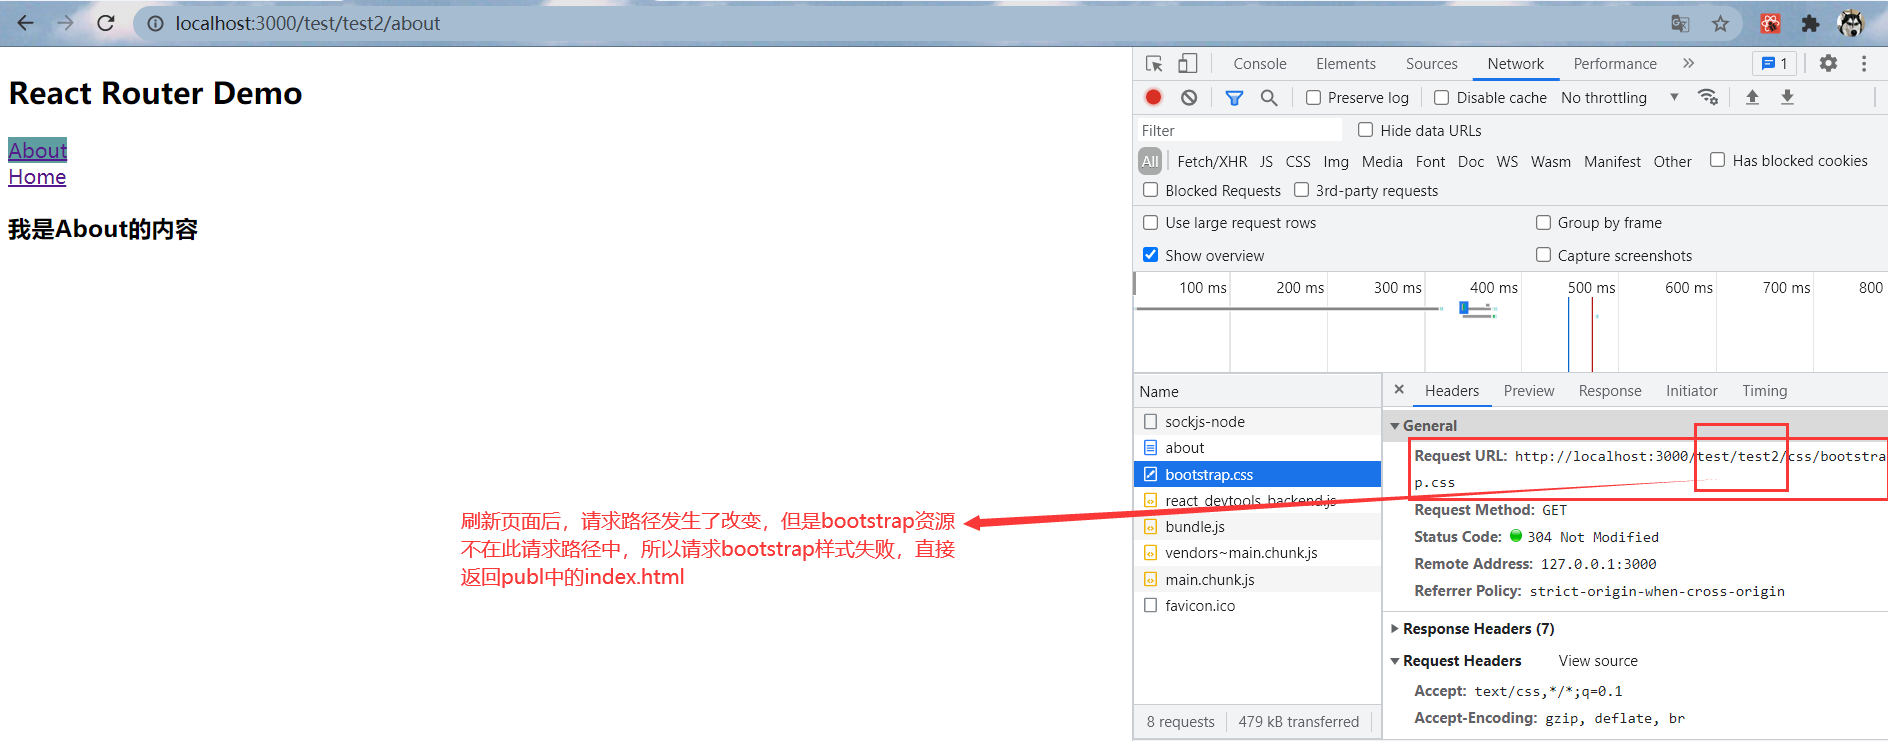 localhost:3000/test/test2/about
React Router Demo
About
Home
我是About的内容
刷新页面后，请求路径发生了改变，但是bootstrap资源
不在此请求路径中，所以请求bootstrap样式失败，直接
返回publ中的index.html
Console Elements Sources Network Performance » 1
Preserve log Disable cache No throttling
Filter Hide data URLs
All Fetch/XHR JS CSS Img Media Font Doc WS Wasm Manifest Other Has blocked cookies
Blocked Requests 3rd-party requests
Use large request rows Group by frame
Show overview Capture screenshots
100 ms 200 ms 300 ms 400 ms 500 ms 600 ms 700 ms 800
Name
sockjs-node
about
bootstrap.css
react_devtools_backend.js
bundle.js
vendors~main.chunk.js
main.chunk.js
favicon.ico
8 requests 479 kB transferred
× Headers Preview Response Initiator Timing
General
Request URL: http://localhost:3000/test/test2/css/bootstra
p.css
Request Method: GET
Status Code: 304 Not Modified
Remote Address: 127.0.0.1:3000
Referrer Policy: strict-origin-when-cross-origin
Response Headers (7)
Request Headers View source
Accept: text/css,*/*;q=0.1
Accept-Encoding: gzip, deflate, br